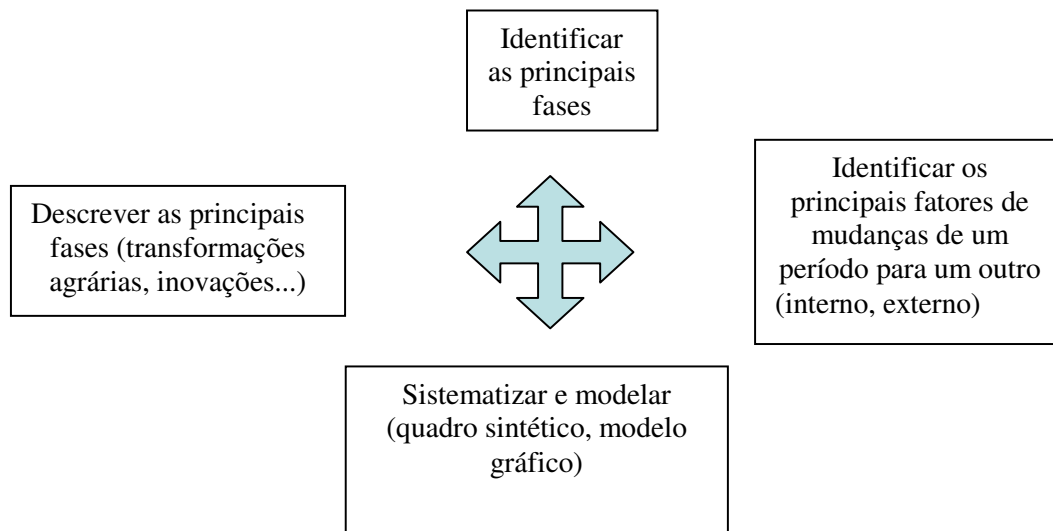 Identificar
as principais
fases
Descrever as principais
fases (transformações
agrárias, inovações...)
Identificar os
principais fatores de
mudanças de um
período para um outro
(interno, externo)
Sistematizar e modelar
(quadro sintético, modelo
gráfico)